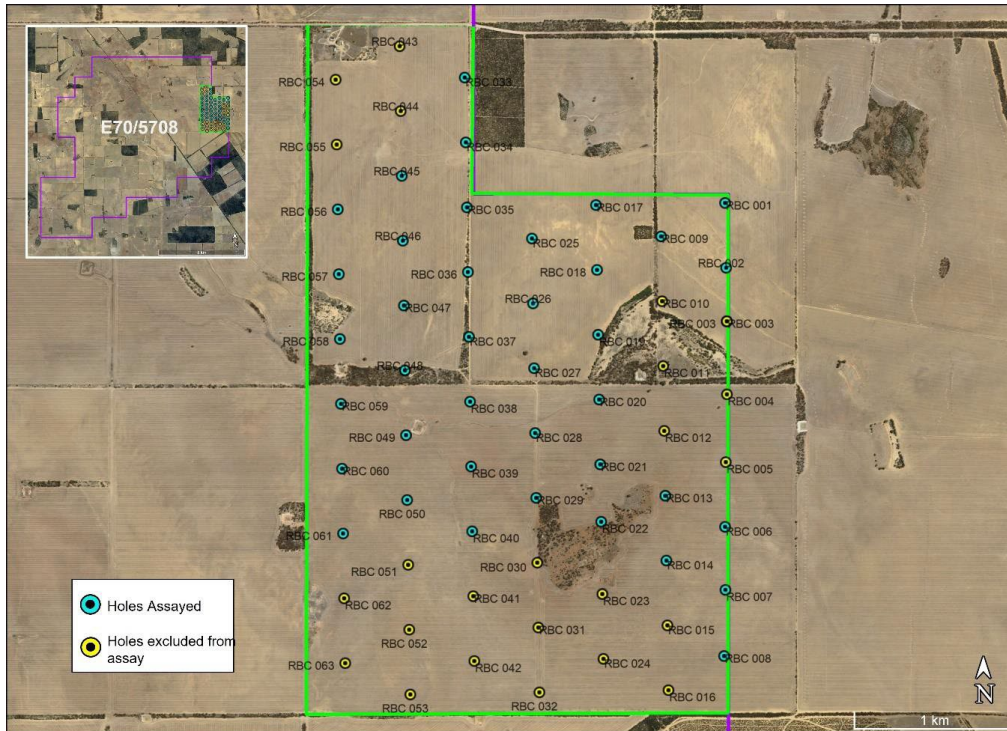 RBC 043
RBC 054
RBC 033
RBC 044
RBC 055
RBC 034
E70/5708
RBC 045
RBC 056
RBC 035
RBC 017
RBC 001
RBC 046
RBC 025
RBC 009
RBC 057
RBC 036
RBC 018
RBC 002
RBC 047
RBC 026
RBC 010
RBC 003
RBC 003
RBC 058
RBC 037
RBC 019
RBC 048
RBC 027
RBC 011
RBC 059
RBC 038
RBC 020
RBC 004
RBC 049
RBC 028
RBC 012
RBC 060
RBC 039
RBC 021
RBC 005
RBC 050
RBC 029
RBC 013
RBC 061
RBC 040
RBC 022
RBC 006
RBC 051
RBC 030
RBC 014
RBC 062
RBC 041
RBC 023
RBC 007
RBC 052
RBC 031
RBC 015
RBC 063
RBC 042
RBC 024
RBC 008
RBC 053
RBC 032
RBC 016
Holes Assayed
Holes excluded from
assay
N
1 km